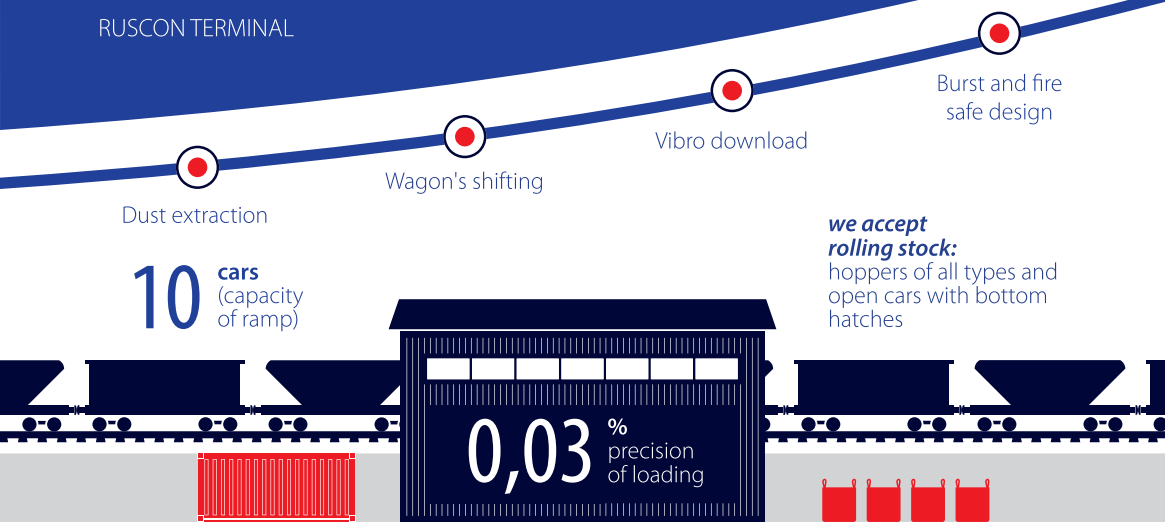 RUSCON TERMINAL
Burst and fire
safe design
Vibro download
Wagon's shifting
Dust extraction
we accept
rolling stock:
hoppers of all types and
open cars with bottom
hatches
10 cars
(capacity
of ramp)
0,03 %
precision
of loading